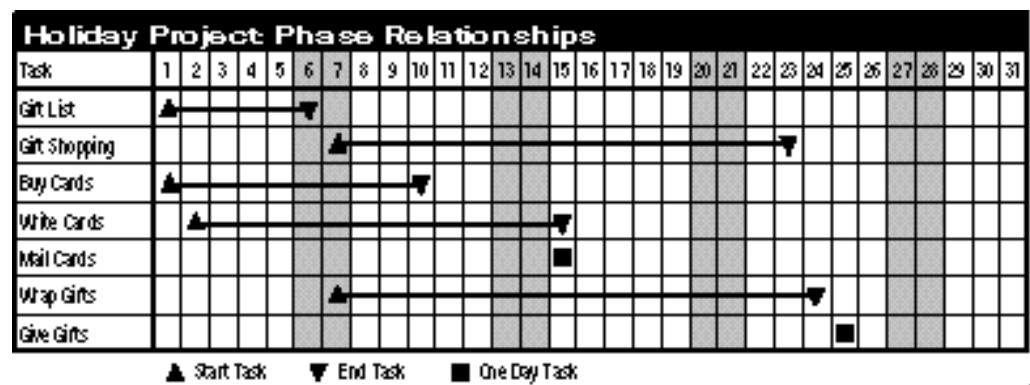 Holiday Project: Phase Relationships
Task 1 2 3 4 5 6 7 8 9 10 11 12 13 14 15 16 17 18 19 20 21 22 23 24 25 26 27 28 29 30 31
Gift List
Gift Shopping
Buy Cards
Write Cards
Mail Cards
Wrap Gifts
Give Gifts
Start Task End Task One Day Task